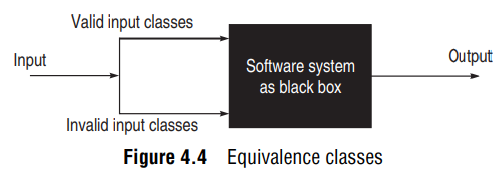 Valid input classes
Input
Output
Software system
as black box
Invalid input classes
Figure 4.4 Equivalence classes